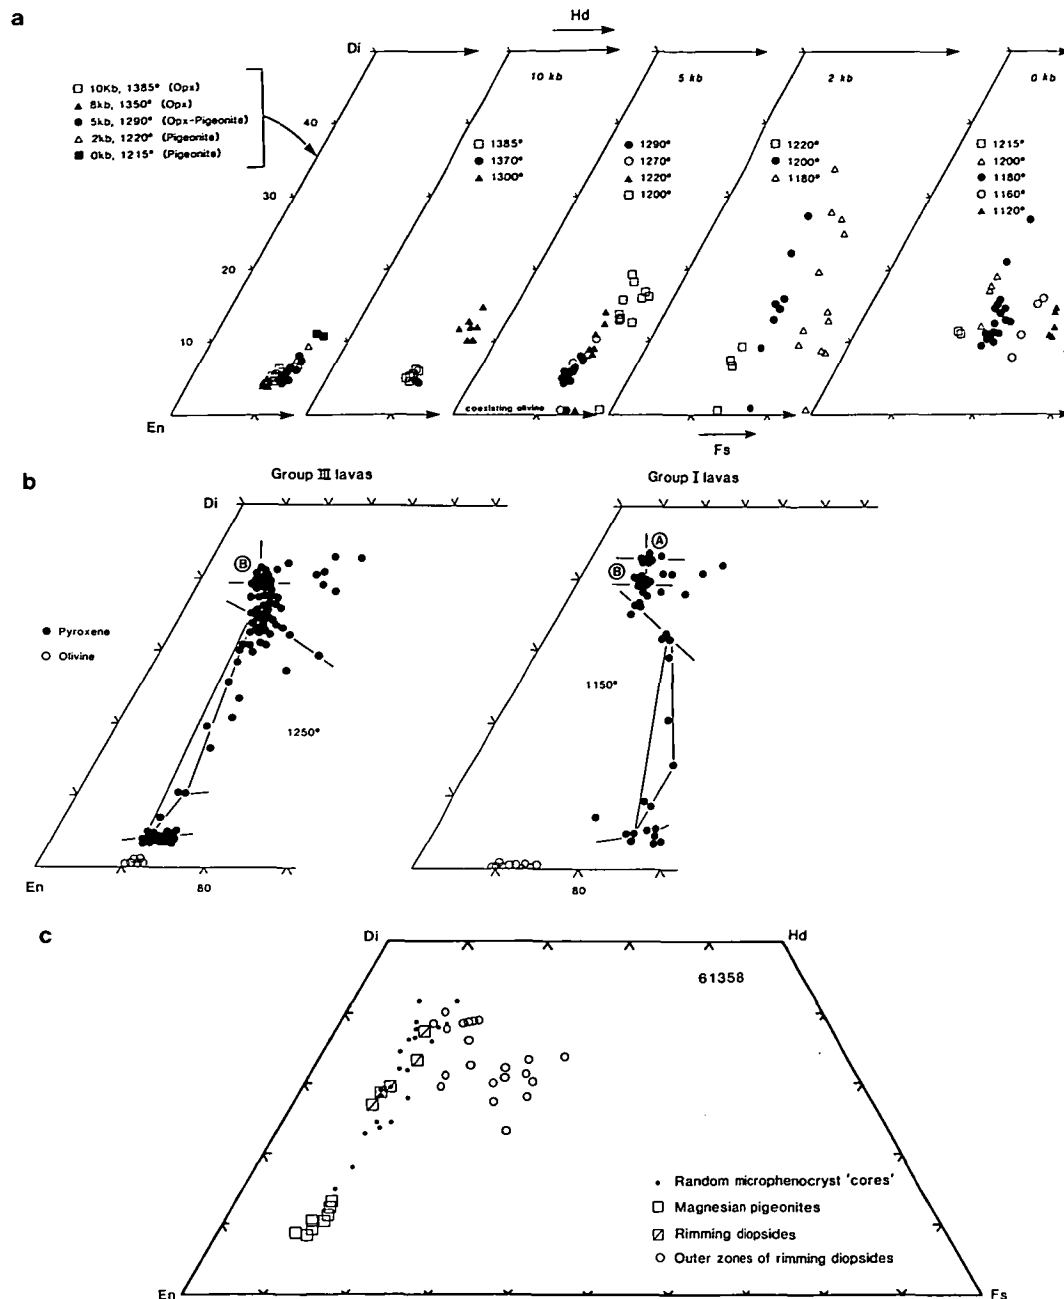 a
Hd
Di
10 kb
5 kb
2 kb
0 kb
□ 10Kb, 1385° (Opx)
▲ 8kb, 1350° (Opx)
● 5kb, 1290° (Opx-Pigeonite)
△ 2kb, 1220° (Pigeonite)
■ 0kb, 1215° (Pigeonite)
40
30
20
10
□ 1385°
● 1370°
▲ 1300°
● 1290°
○ 1270°
▲ 1220°
□ 1200°
□ 1220°
● 1200°
△ 1180°
□ 1215°
△ 1200°
● 1180°
○ 1160°
▲ 1120°
coexisting olivine
En
Fs
b
Group III lavas
Group I lavas
Di
B
A
B
● Pyroxene
○ Olivine
1250°
1150°
En
80
80
c
Di
Hd
61358
• Random microphenocryst 'cores'
□ Magnesian pigeonites
Rimming diopsides
○ Outer zones of rimming diopsides
En
Fs